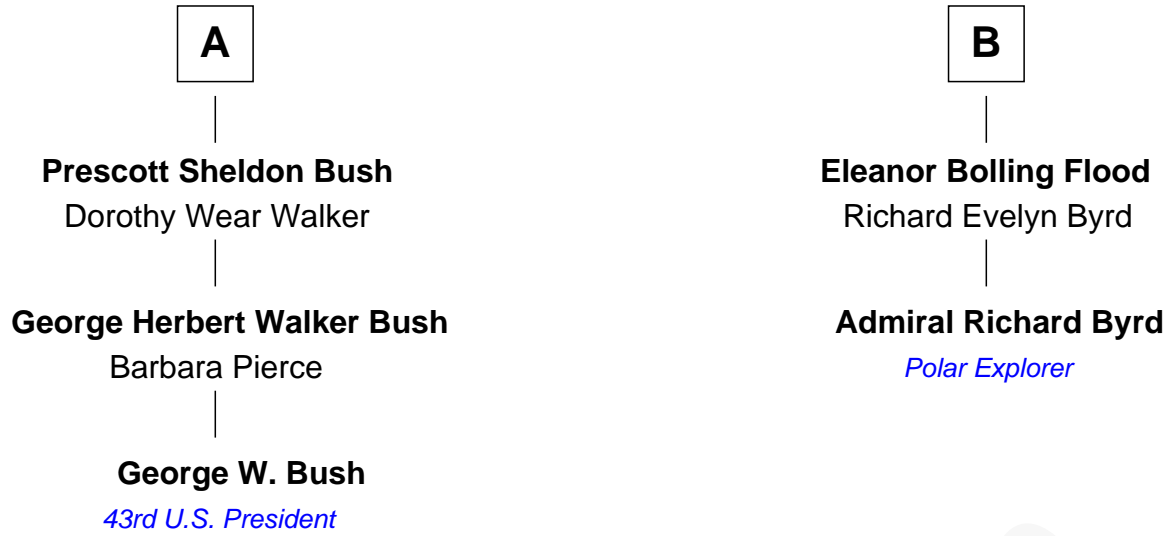 A
Prescott Sheldon Bush
Dorothy Wear Walker
George Herbert Walker Bush
Barbara Pierce
George W. Bush
43rd U.S. President
B
Eleanor Bolling Flood
Richard Evelyn Byrd
Admiral Richard Byrd
Polar Explorer